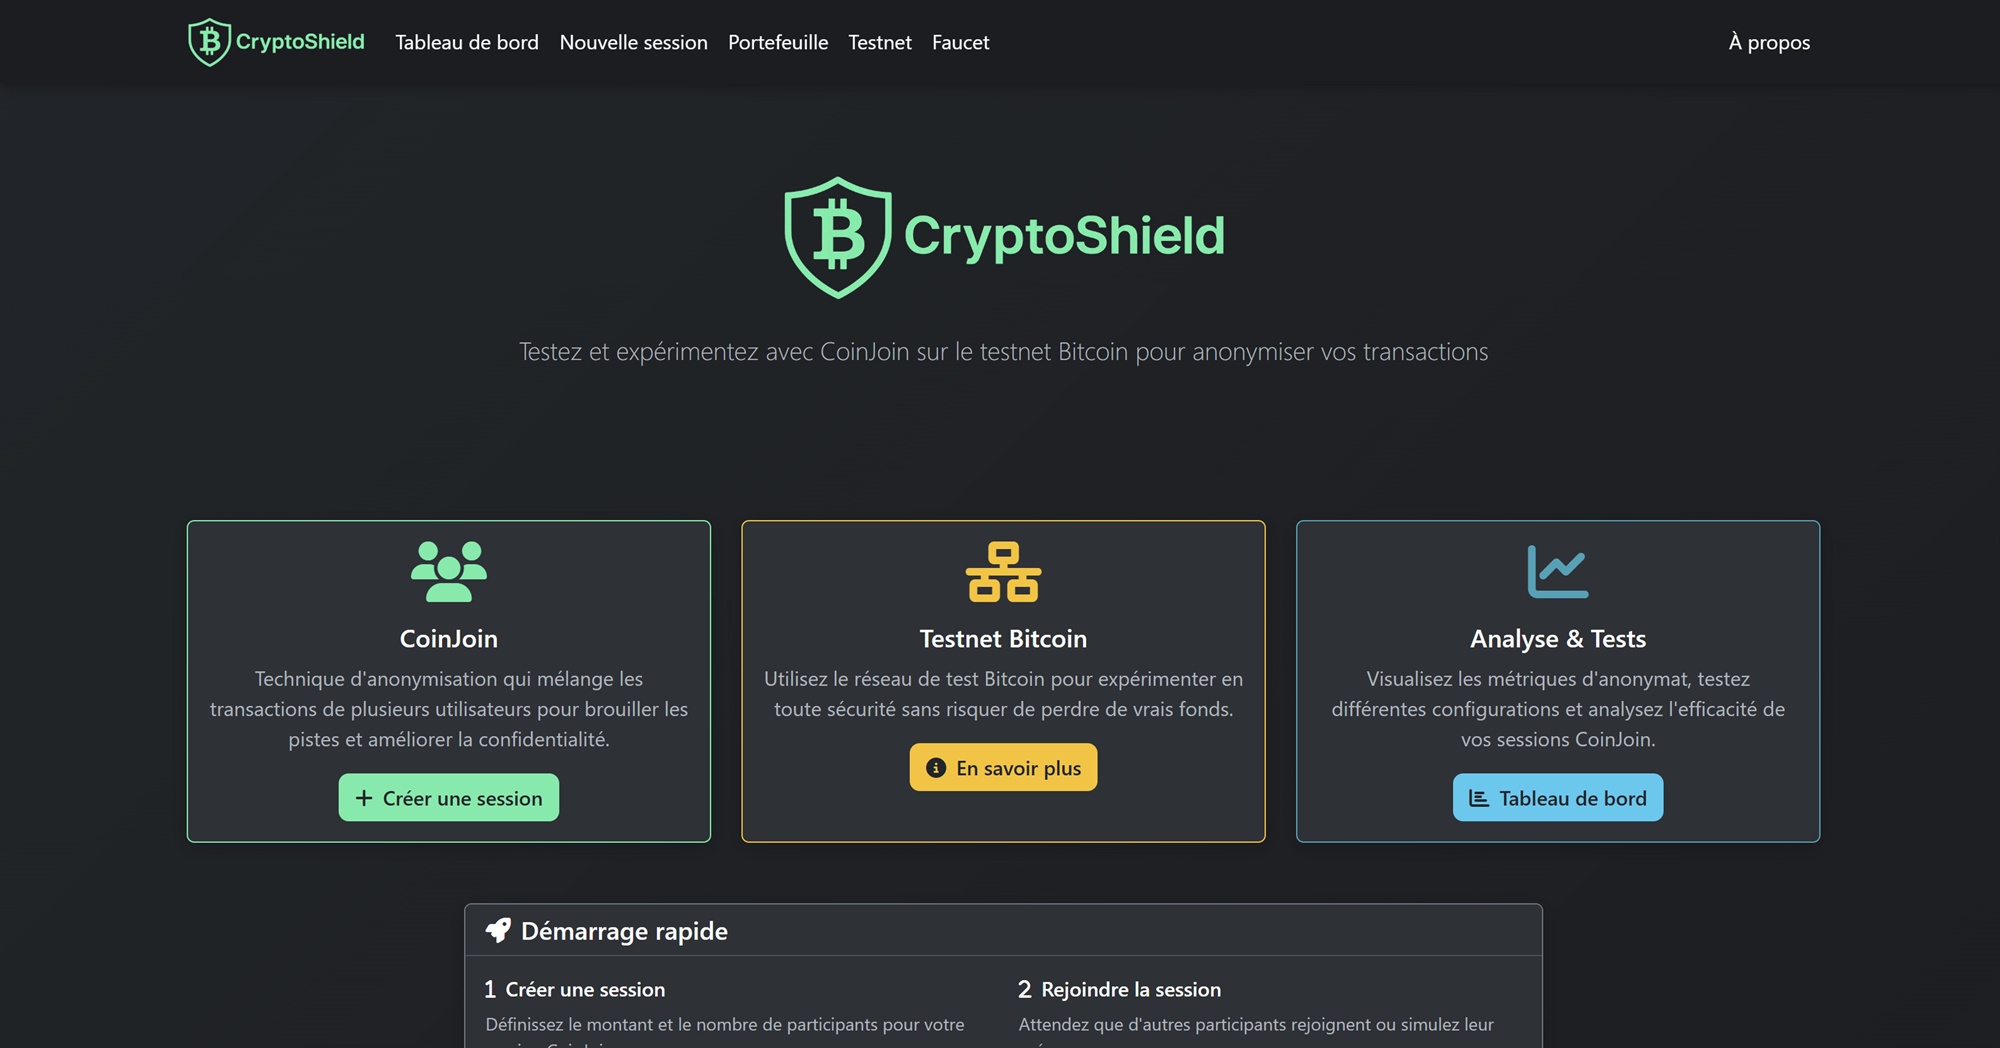 CryptoShield Tableau de bord Nouvelle session Portefeuille Testnet Faucet À propos
CryptoShield
Testez et expérimentez avec CoinJoin sur le testnet Bitcoin pour anonymiser vos transactions
CoinJoin
Technique d'anonymisation qui mélange les
transactions de plusieurs utilisateurs pour brouiller les
pistes et améliorer la confidentialité.
Créer une session
Testnet Bitcoin
Utilisez le réseau de test Bitcoin pour expérimenter en
toute sécurité sans risquer de perdre de vrais fonds.
En savoir plus
Analyse & Tests
Visualisez les métriques d'anonymat, testez
différentes configurations et analysez l'efficacité de
vos sessions CoinJoin.
Tableau de bord
Démarrage rapide
1 Créer une session
Définissez le montant et le nombre de participants pour votre
2 Rejoindre la session
Attendez que d'autres participants rejoignent ou simulez leur